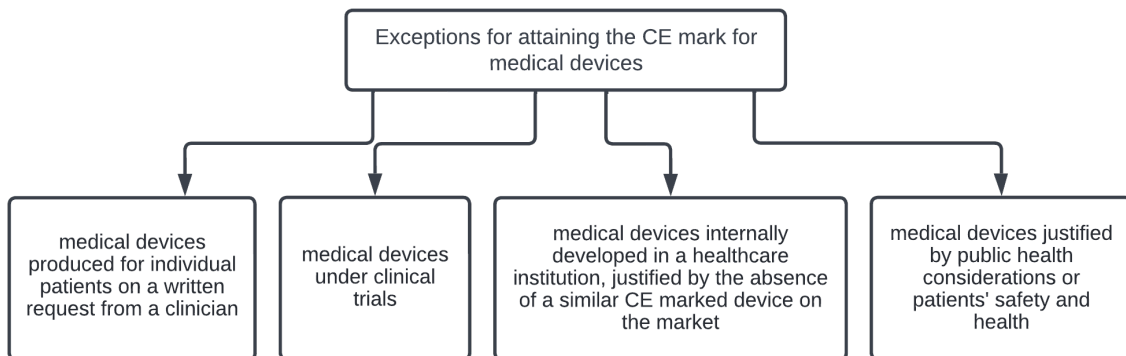 Exceptions for attaining the CE mark for
medical devices
medical devices
produced for individual
patients on a written
request from a clinician
medical devices
under clinical
trials
medical devices internally
developed in a healthcare
institution, justified by the absence
of a similar CE marked device on
the market
medical devices justified
by public health
considerations or
patients' safety and
health